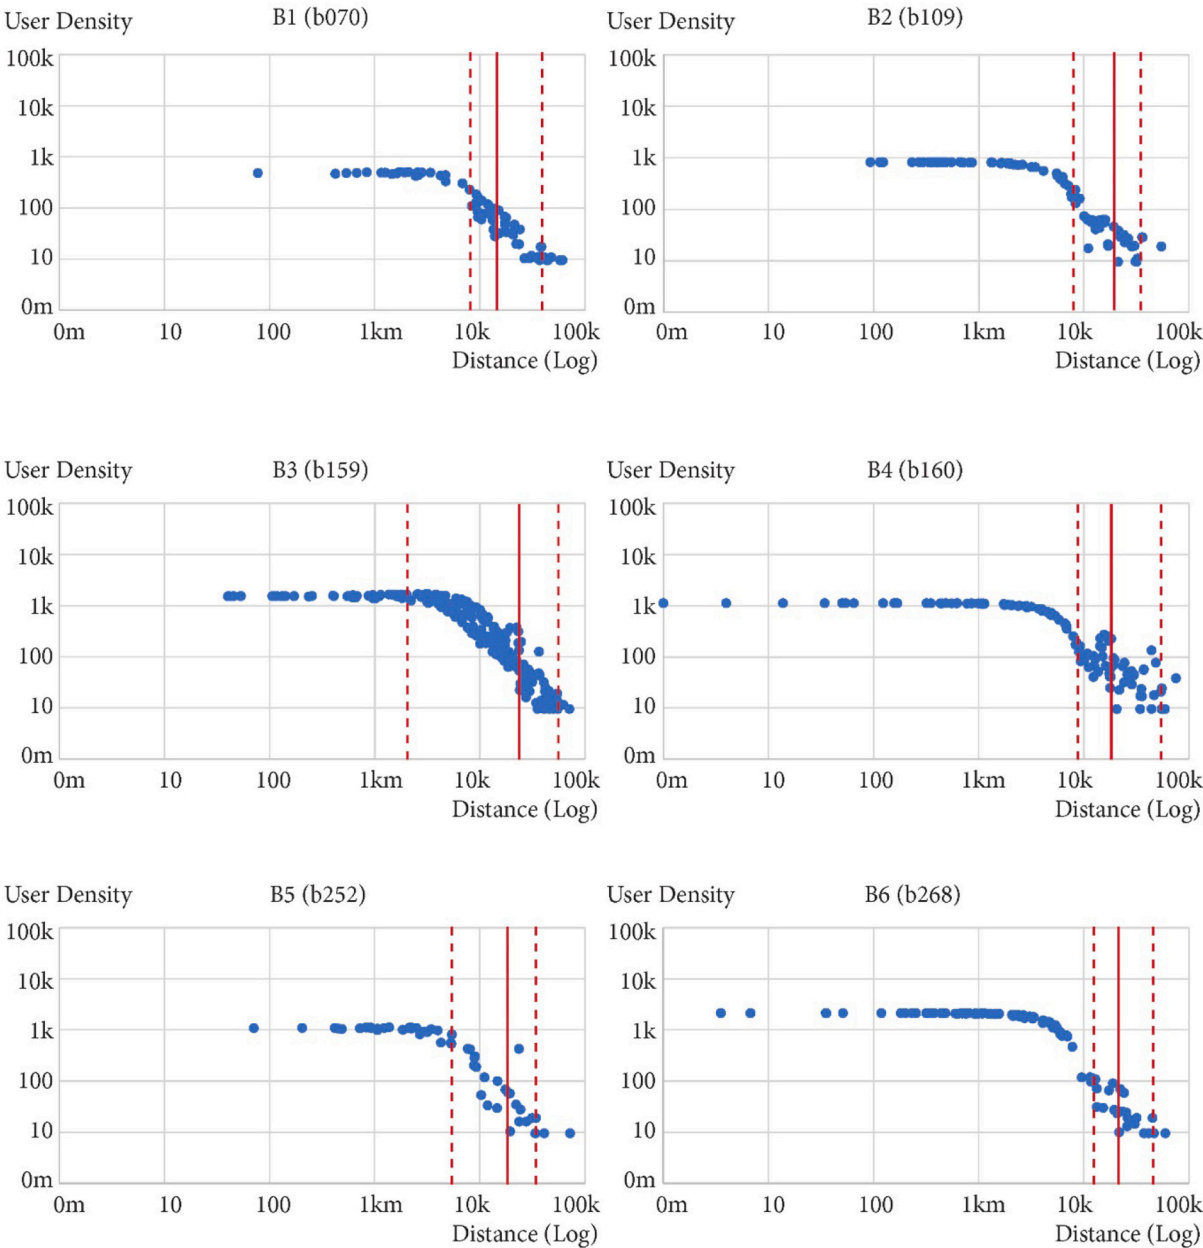 User Density B1 (b070)
100k
10k
1k
100
10
0m
0m 10 100 1km 10k 100k
Distance (Log)
User Density B2 (b109)
100k
10k
1k
100
10
0m
0m 10 100 1km 10k 100k
Distance (Log)
User Density B3 (b159)
100k
10k
1k
100
10
0m
0m 10 100 1km 10k 100k
Distance (Log)
User Density B4 (b160)
100k
10k
1k
100
10
0m
0m 10 100 1km 10k 100k
Distance (Log)
User Density B5 (b252)
100k
10k
1k
100
10
0m
0m 10 100 1km 10k 100k
Distance (Log)
User Density B6 (b268)
100k
10k
1k
100
10
0m
0m 10 100 1km 10k 100k
Distance (Log)